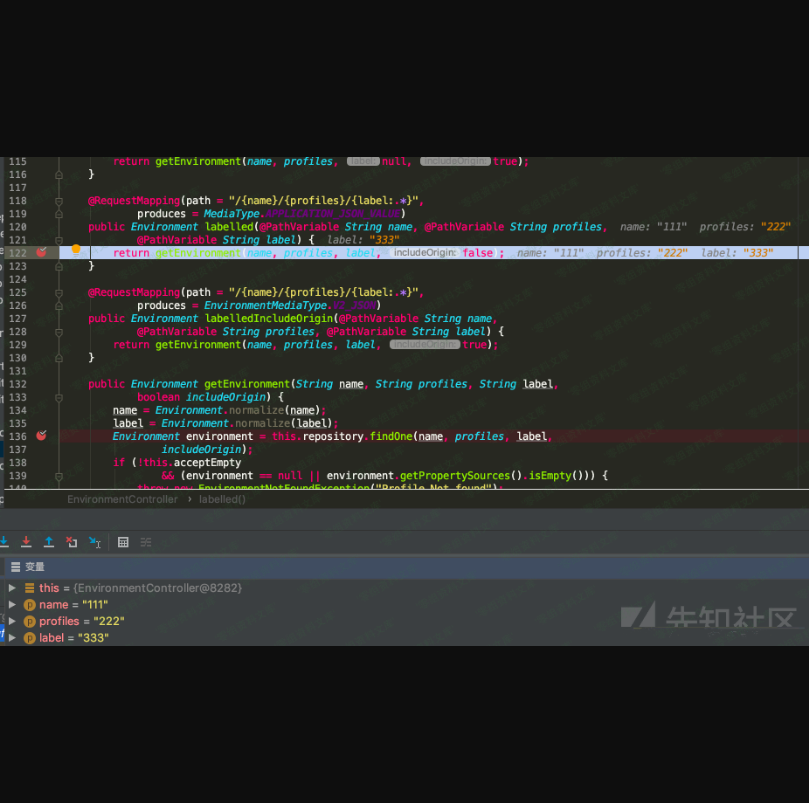 115 return getEnvironment(name, profiles, label: null, includeOrigin: true);
116 }
117
118 @RequestMapping(path = "/{name}/{profiles}/{label:.*}",
119 produces = MediaType.APPLICATION_JSON_VALUE)
120 public Environment labelled(@PathVariable String name, @PathVariable String profiles, name: "111" profiles: "222"
121 @PathVariable String label) { label: "333"
122 return getEnvironment(name, profiles, label, includeOrigin: false); name: "111" profiles: "222" label: "333"
123 }
124
125 @RequestMapping(path = "/{name}/{profiles}/{label:.*}",
126 produces = EnvironmentMediaType.V2_JSON)
127 public Environment labelledIncludeOrigin(@PathVariable String name,
128 @PathVariable String profiles, @PathVariable String label) {
129 return getEnvironment(name, profiles, label, includeOrigin: true);
130 }
131
132 public Environment getEnvironment(String name, String profiles, String label,
133 boolean includeOrigin) {
134 name = Environment.normalize(name);
135 label = Environment.normalize(label);
136 Environment environment = this.repository.findOne(name, profiles, label,
137 includeOrigin);
138 if (!this.acceptEmpty
139 && (environment == null || environment.getPropertySources().isEmpty())) {
140 throw new EnvironmentNotFoundException("Profile Not found");
EnvironmentController › labelled()
变量
this = {EnvironmentController@8282}
name = "111"
profiles = "222"
label = "333"
先知社区